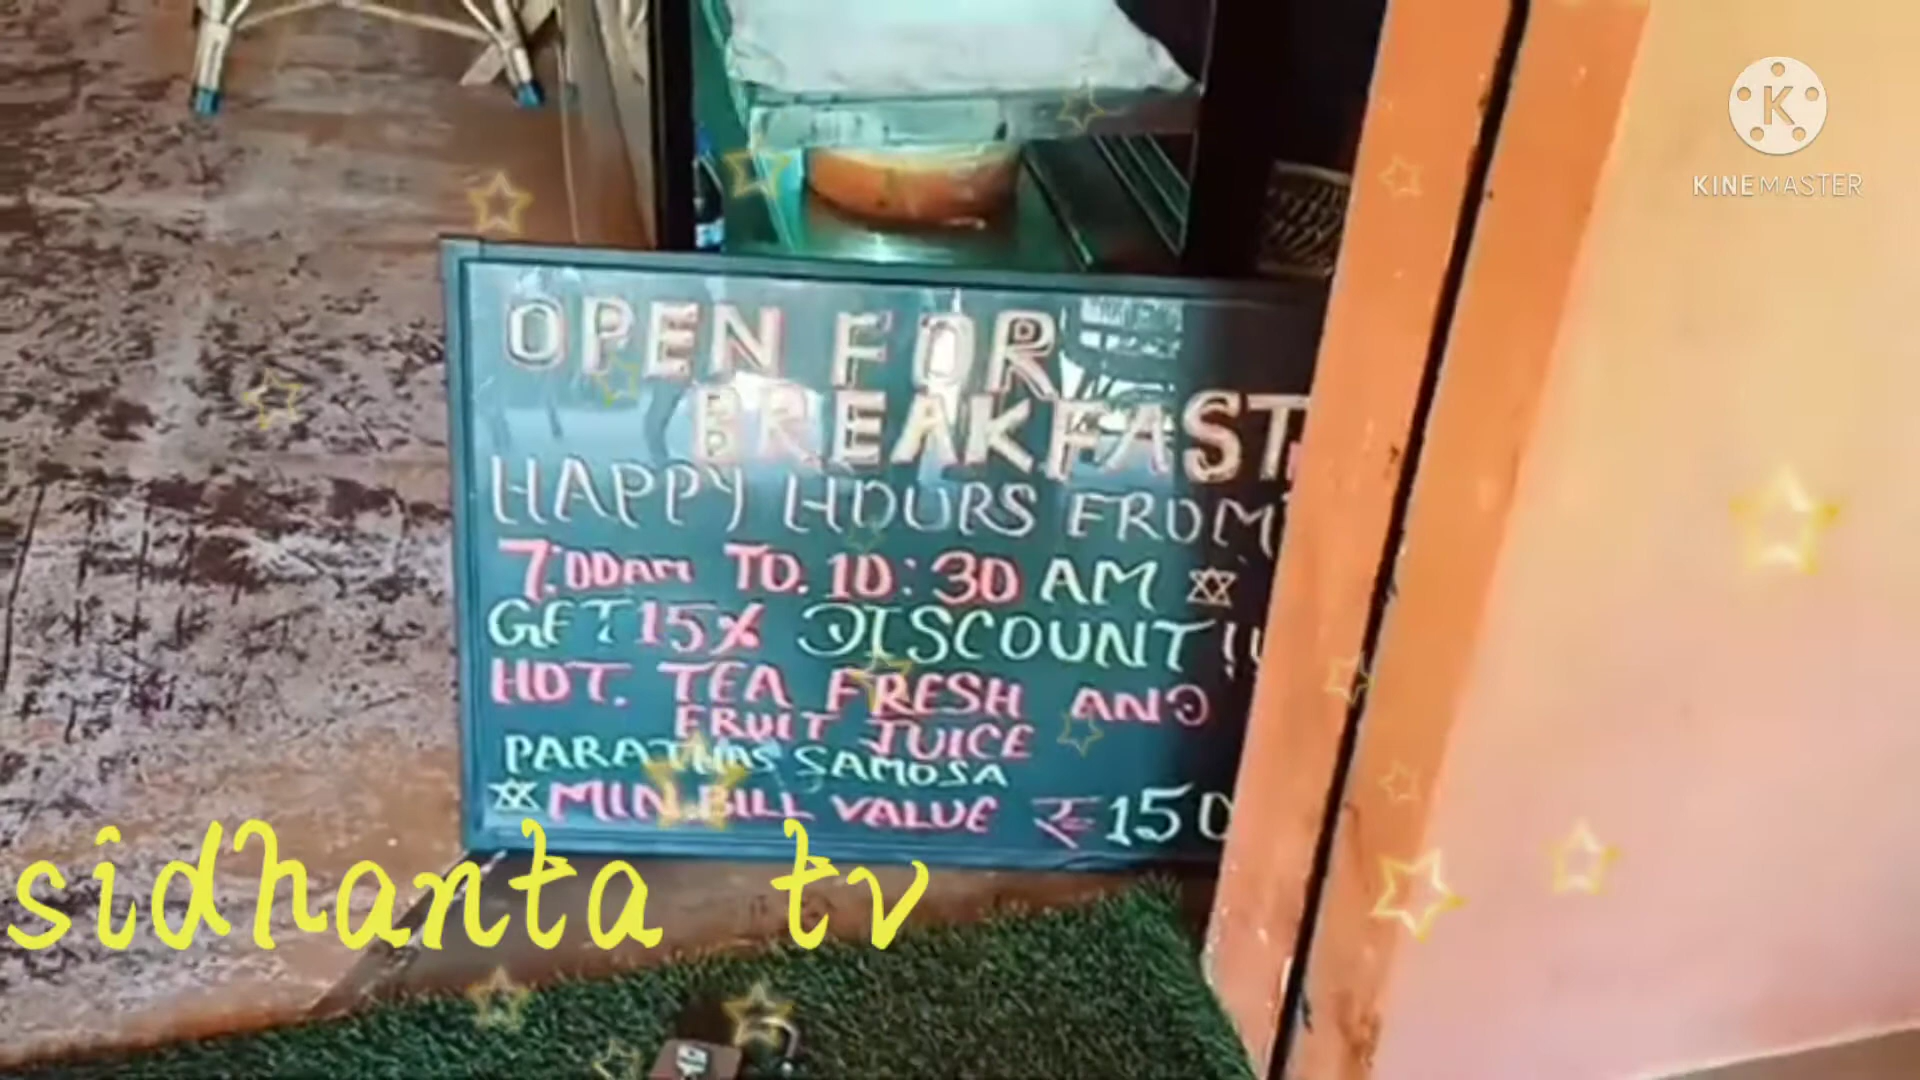 K
KINEMASTER
OPEN FOR
BREAKFAST
HAPPY HOURS FROM
7:00AM TO. 10:30 AM
GET 15% DISCOUNT!!
HOT. TEA FRESH AND
FRUIT JUICE
PARATHAS SAMOSA
MIN.BILL VALUE ₹150
sidhanta tv